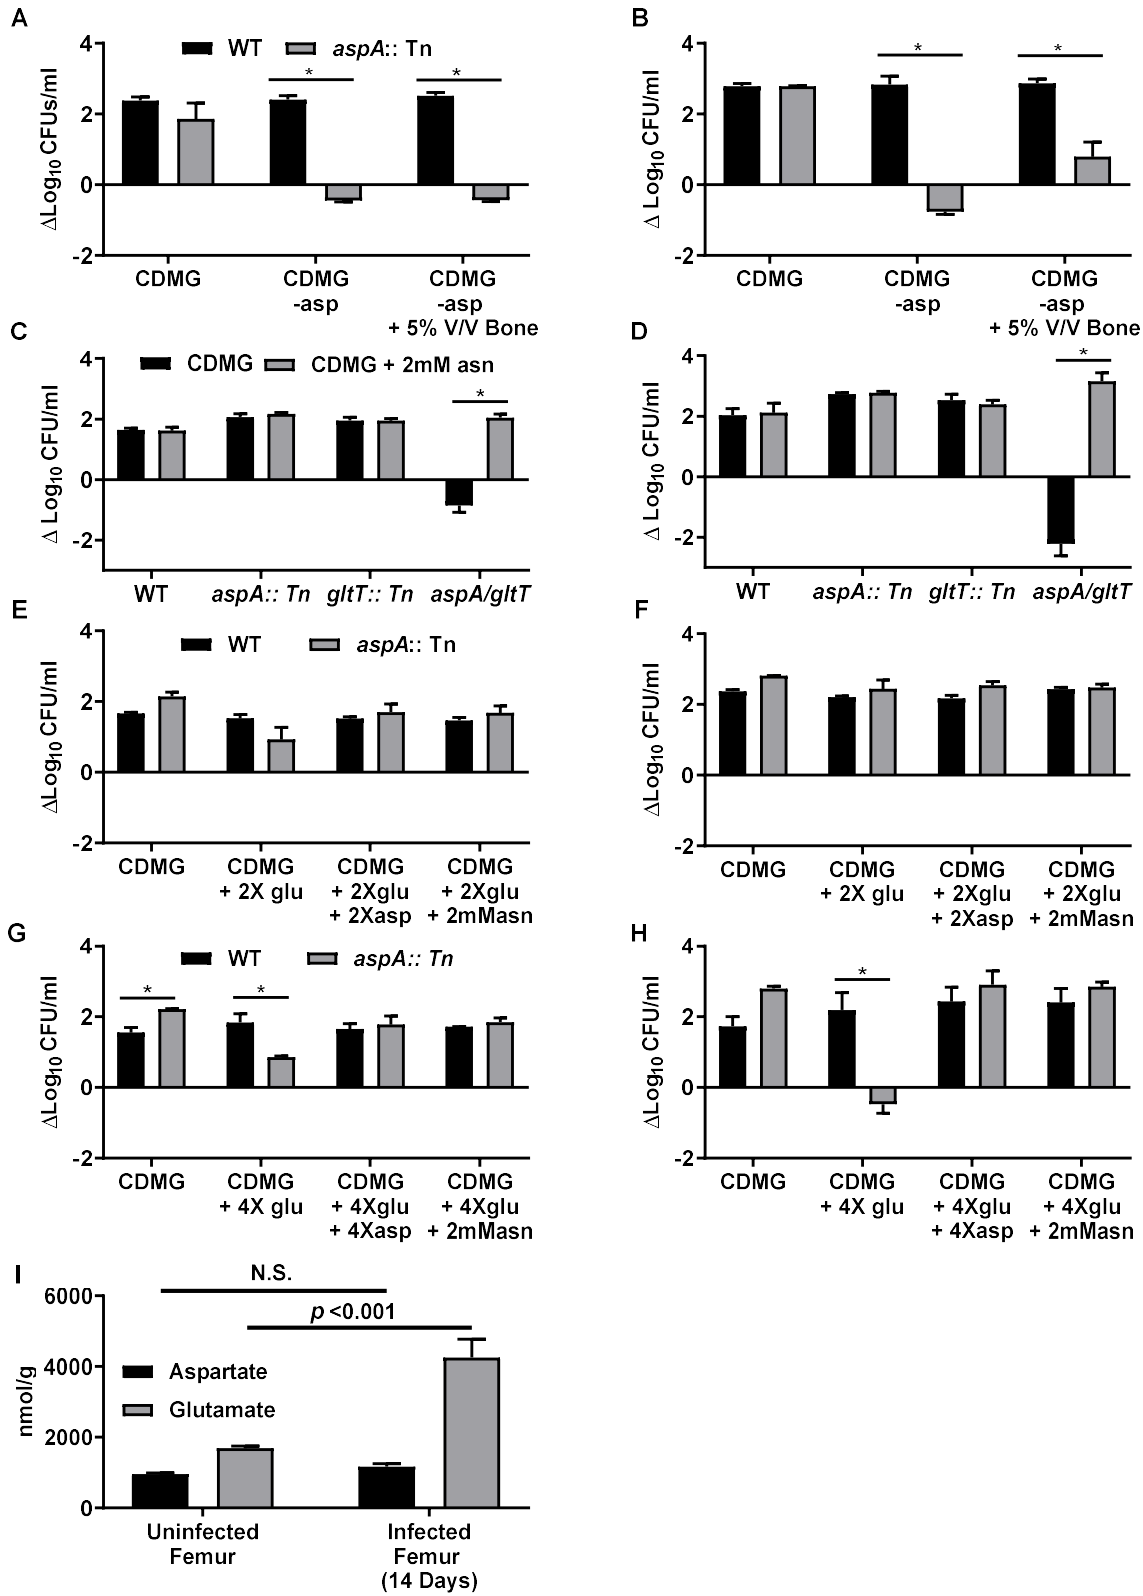 A
WT aspA:: Tn
4
2
0
-2
ΔLog10 CFUs/ml
* *
CDMG
CDMG
-asp
CDMG
-asp
+ 5% V/V Bone
B
4
2
0
-2
Δ Log10 CFU/ml
* *
CDMG
CDMG
-asp
CDMG
-asp
+ 5% V/V Bone
C
CDMG CDMG + 2mM asn
4
2
0
-2
Δ Log10 CFU/ml
*
WT aspA:: Tn gltT:: Tn aspA/gltT
D
4
2
0
-2
Δ Log10 CFU/ml
*
WT aspA:: Tn gltT:: Tn aspA/gltT
E
WT aspA:: Tn
4
2
0
-2
ΔLog10 CFU/ml
CDMG
CDMG
+ 2X glu
CDMG
+ 2Xglu
+ 2Xasp
CDMG
+ 2Xglu
+ 2mMasn
F
4
2
0
-2
ΔLog10 CFU/ml
CDMG
CDMG
+ 2X glu
CDMG
+ 2Xglu
+ 2Xasp
CDMG
+ 2Xglu
+ 2mMasn
G
WT aspA:: Tn
4
2
0
-2
ΔLog10 CFU/ml
* *
CDMG
CDMG
+ 4X glu
CDMG
+ 4Xglu
+ 4Xasp
CDMG
+ 4Xglu
+ 2mMasn
H
4
2
0
-2
ΔLog10 CFU/ml
*
CDMG
CDMG
+ 4X glu
CDMG
+ 4Xglu
+ 4Xasp
CDMG
+ 4Xglu
+ 2mMasn
I
N.S.
p <0.001
6000
4000
2000
0
nmol/g
Aspartate
Glutamate
Uninfected
Femur
Infected
Femur
(14 Days)